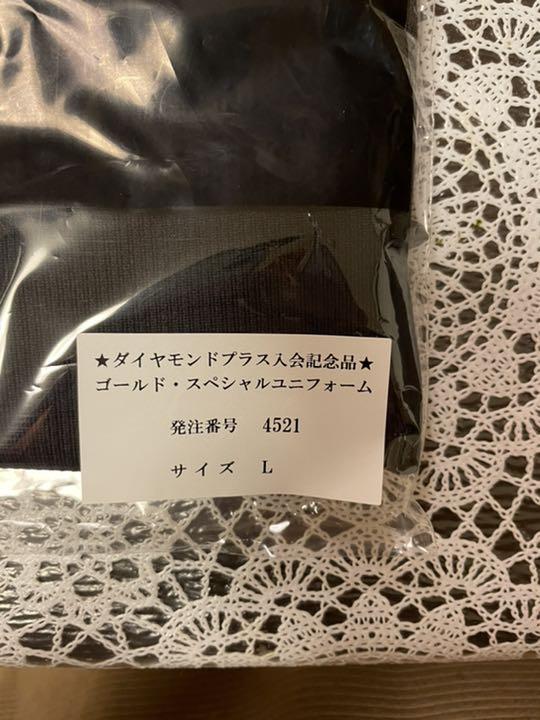 ★ダイヤモンドプラス入会記念品★
ゴールド・スペシャルユニフォーム
発注番号 4521
サイズ L